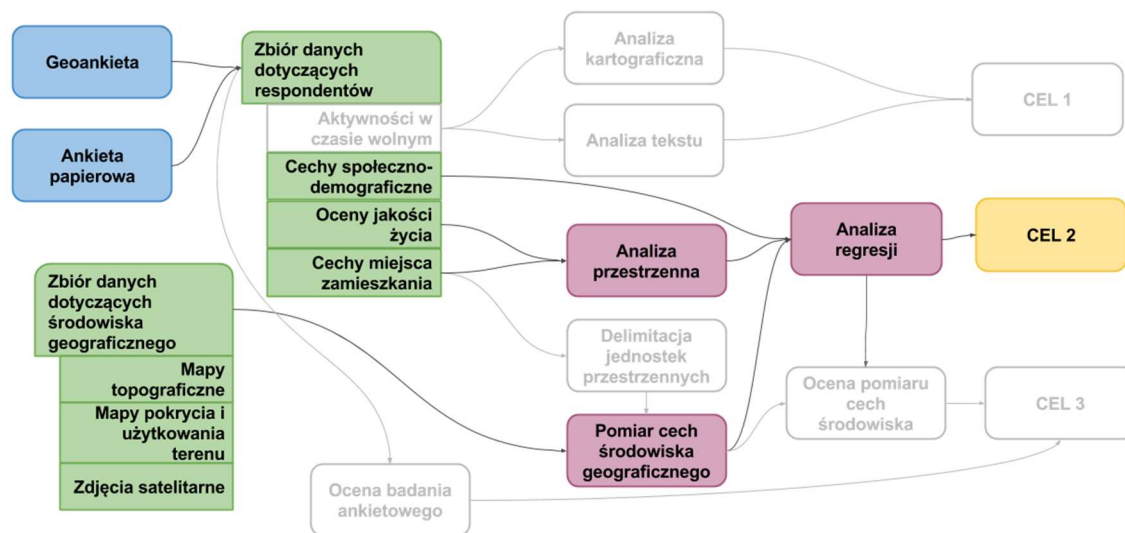 Geoankieta
Ankieta
papierowa
Zbiór danych
dotyczących
respondentów
Aktywności w
czasie wolnym
Cechy społeczno-
demograficzne
Oceny jakości
życia
Cechy miejsca
zamieszkania
Zbiór danych
dotyczących
środowiska
geograficznego
Mapy
topograficzne
Mapy pokrycia i
użytkowania
terenu
Zdjęcia satelitarne
Analiza
kartograficzna
Analiza tekstu
Analiza
przestrzenna
Delimitacja
jednostek
przestrzennych
Pomiar cech
środowiska
geograficznego
Ocena badania
ankietowego
Analiza
regresji
Ocena pomiaru
cech
środowiska
CEL 1
CEL 2
CEL 3